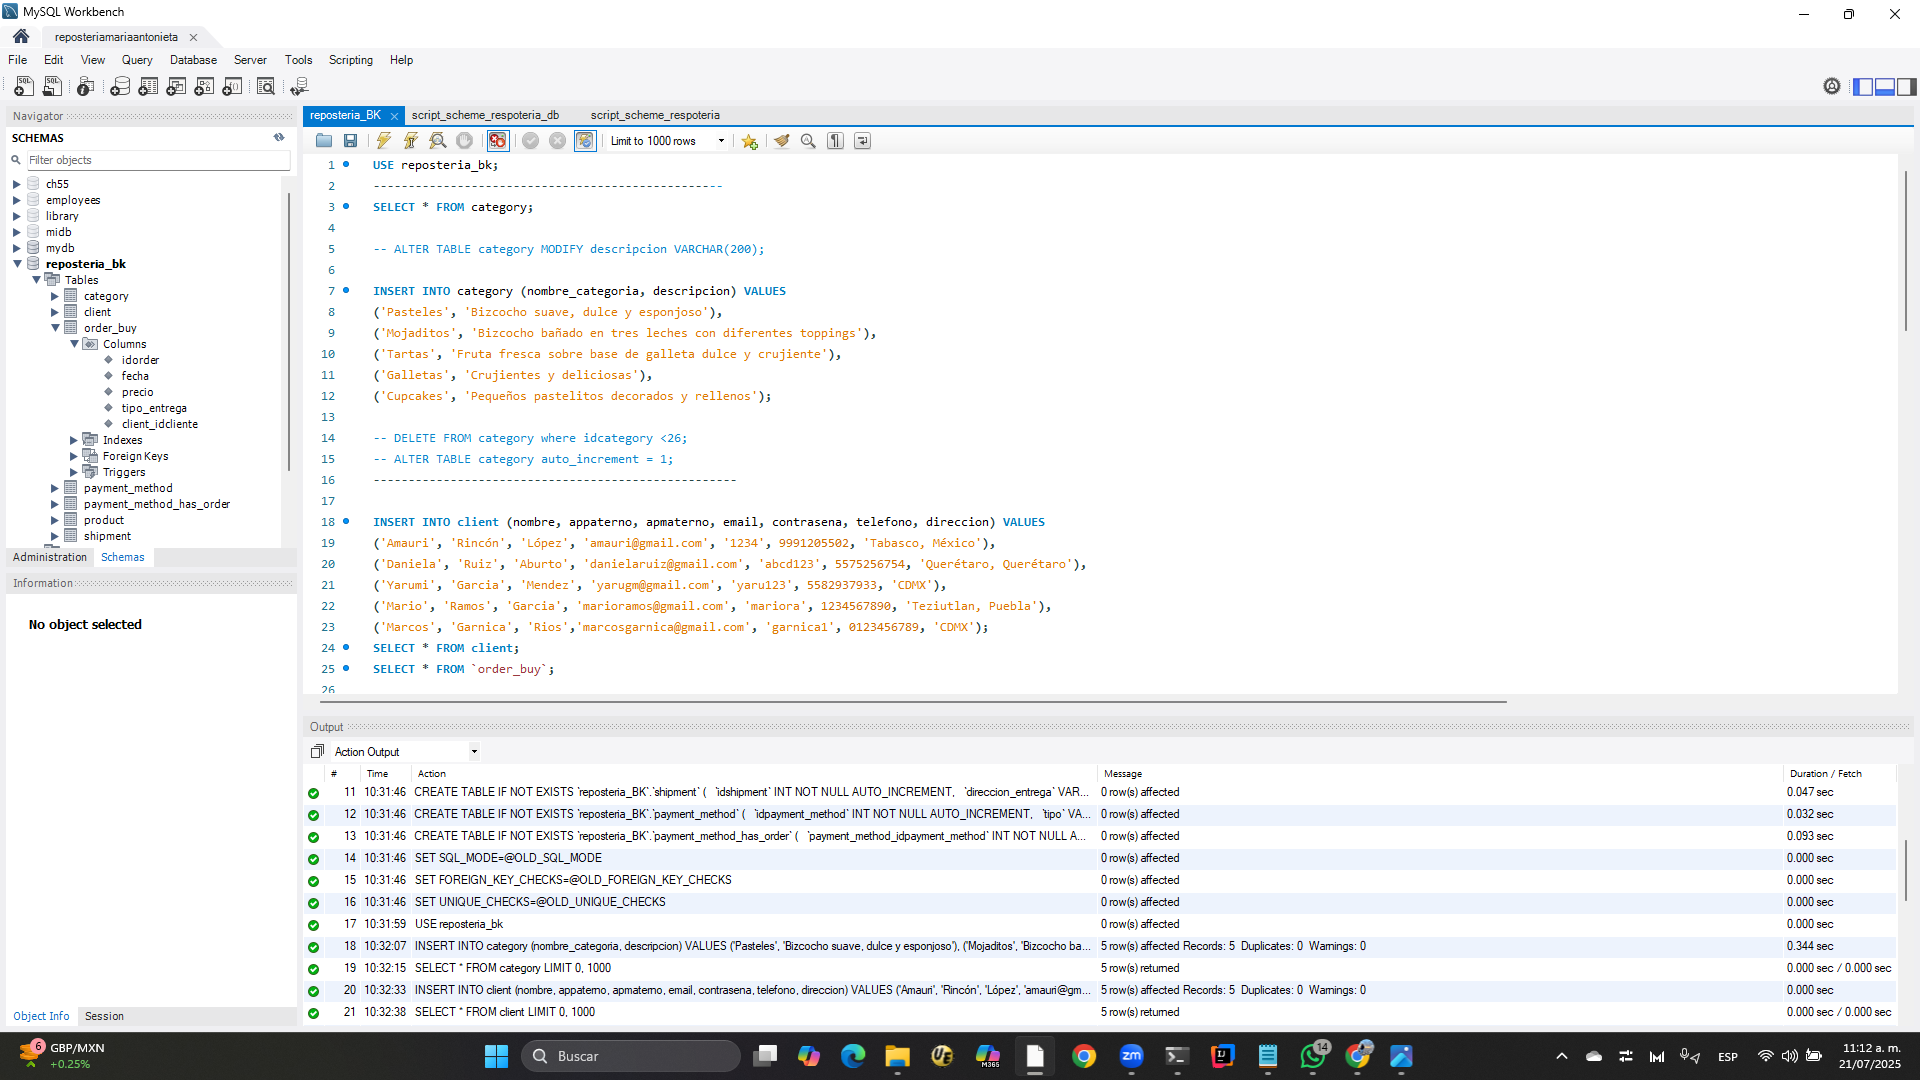 MySQL Workbench
reposteriamariaantonieta
File Edit View Query Database Server Tools Scripting Help
Navigator
SCHEMAS
Filter objects
ch55
employees
library
midb
mydb
reposteria_bk
Tables
category
client
order_buy
Columns
idorder
fecha
precio
tipo_entrega
client_idcliente
Indexes
Foreign Keys
Triggers
payment_method
payment_method_has_order
product
shipment
Administration Schemas
Information
No object selected
Object Info Session
reposteria_BK script_scheme_respoteria_db script_scheme_respoteria
Limit to 1000 rows
1 USE reposteria_bk;
2 --------------------------------------------------
3 SELECT * FROM category;
4
5 -- ALTER TABLE category MODIFY descripcion VARCHAR(200);
6
7 INSERT INTO category (nombre_categoria, descripcion) VALUES
8 ('Pasteles', 'Bizcocho suave, dulce y esponjoso'),
9 ('Mojaditos', 'Bizcocho bañado en tres leches con diferentes toppings'),
10 ('Tartas', 'Fruta fresca sobre base de galleta dulce y crujiente'),
11 ('Galletas', 'Crujientes y deliciosas'),
12 ('Cupcakes', 'Pequeños pastelitos decorados y rellenos');
13
14 -- DELETE FROM category where idcategory <26;
15 -- ALTER TABLE category auto_increment = 1;
16 ----------------------------------------------------
17
18 INSERT INTO client (nombre, appaterno, apmaterno, email, contrasena, telefono, direccion) VALUES
19 ('Amauri', 'Rincón', 'López', 'amauri@gmail.com', '1234', 9991205502, 'Tabasco, México'),
20 ('Daniela', 'Ruiz', 'Aburto', 'danielaruiz@gmail.com', 'abcd123', 5575256754, 'Querétaro, Querétaro'),
21 ('Yarumi', 'Garcia', 'Mendez', 'yarugm@gmail.com', 'yaru123', 5582937933, 'CDMX'),
22 ('Mario', 'Ramos', 'Garcia', 'marioramos@gmail.com', 'mariora', 1234567890, 'Teziutlan, Puebla'),
23 ('Marcos', 'Garnica', 'Rios','marcosgarnica@gmail.com', 'garnica1', 0123456789, 'CDMX');
24 SELECT * FROM client;
25 SELECT * FROM `order_buy`;
26
Output
Action Output
# Time Action Message Duration / Fetch
11 10:31:46 CREATE TABLE IF NOT EXISTS `reposteria_BK`.`shipment` ( `idshipment` INT NOT NULL AUTO_INCREMENT, `direccion_entrega` VAR... 0 row(s) affected 0.047 sec
12 10:31:46 CREATE TABLE IF NOT EXISTS `reposteria_BK`.`payment_method` ( `idpayment_method` INT NOT NULL AUTO_INCREMENT, `tipo` VA... 0 row(s) affected 0.032 sec
13 10:31:46 CREATE TABLE IF NOT EXISTS `reposteria_BK`.`payment_method_has_order` ( `payment_method_idpayment_method` INT NOT NULL A... 0 row(s) affected 0.093 sec
14 10:31:46 SET SQL_MODE=@OLD_SQL_MODE 0 row(s) affected 0.000 sec
15 10:31:46 SET FOREIGN_KEY_CHECKS=@OLD_FOREIGN_KEY_CHECKS 0 row(s) affected 0.000 sec
16 10:31:46 SET UNIQUE_CHECKS=@OLD_UNIQUE_CHECKS 0 row(s) affected 0.000 sec
17 10:31:59 USE reposteria_bk 0 row(s) affected 0.000 sec
18 10:32:07 INSERT INTO category (nombre_categoria, descripcion) VALUES ('Pasteles', 'Bizcocho suave, dulce y esponjoso'), ('Mojaditos', 'Bizcocho ba... 5 row(s) affected Records: 5 Duplicates: 0 Warnings: 0 0.344 sec
19 10:32:15 SELECT * FROM category LIMIT 0, 1000 5 row(s) returned 0.000 sec / 0.000 sec
20 10:32:33 INSERT INTO client (nombre, appaterno, apmaterno, email, contrasena, telefono, direccion) VALUES ('Amauri', 'Rincón', 'López', 'amauri@gm... 5 row(s) affected Records: 5 Duplicates: 0 Warnings: 0 0.000 sec
21 10:32:38 SELECT * FROM client LIMIT 0, 1000 5 row(s) returned 0.000 sec / 0.000 sec
6
GBP/MXN
+0.25%
Buscar
M365
zm
14
ESP
11:12 a. m.
21/07/2025